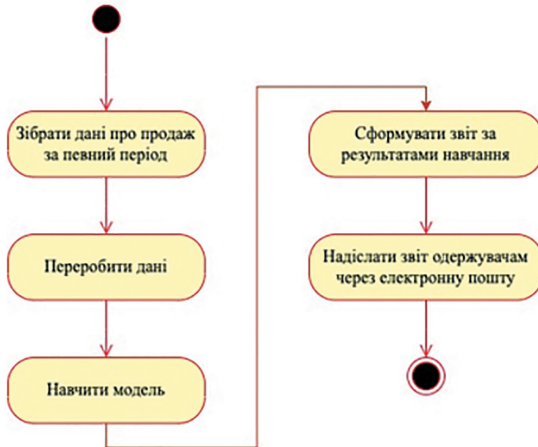 Зібрати дані про продаж
за певний період
Переробити дані
Навчити модель
Сформувати звіт за
результатами навчання
Надіслати звіт одержувачам
через електронну пошту